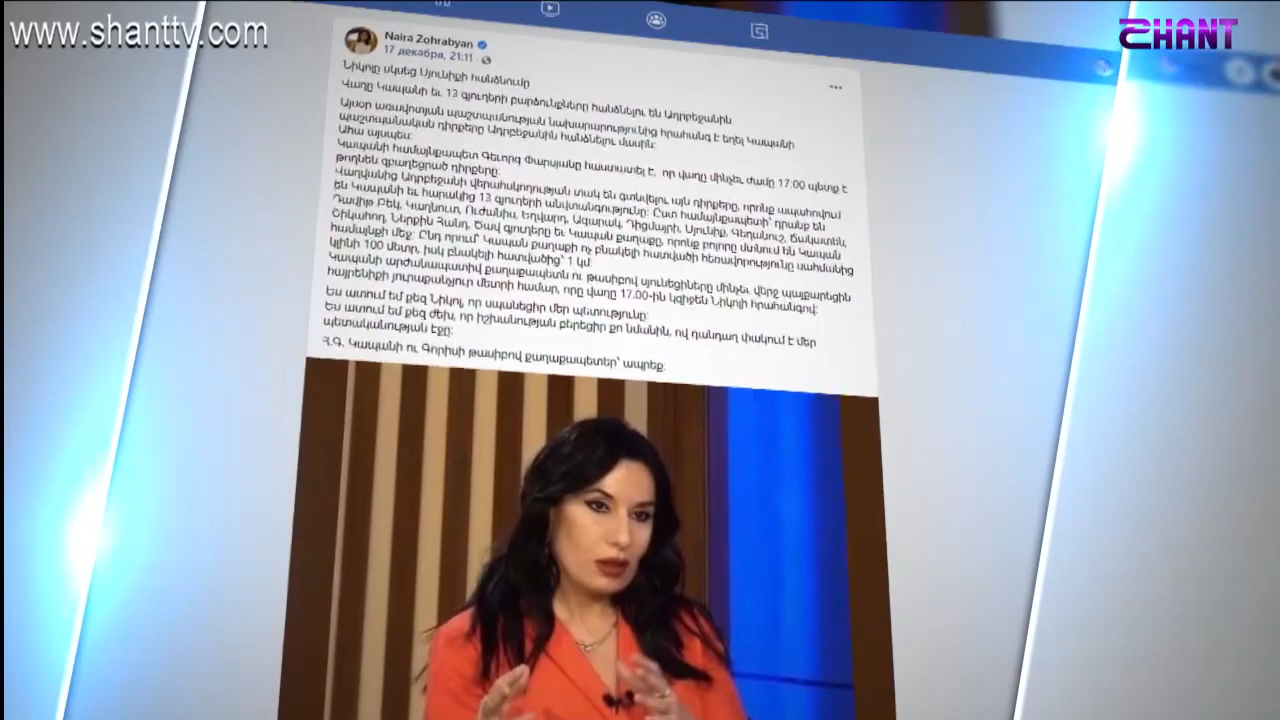 www.shanttv.com
SHANT
Naira Zohrabyan
17 декабря, 21:11
Նիկոլը սկսեց Սյունիքի հանձնումը
Վաղը Կապանի եւ 13 գյուղերի բարձունքները հանձնելու են Ադրբեջանին
Այսօր առավոտյան պաշտպանության նախարարությունից հրահանգ է եղել Կապանի
պաշտպանական դիրքերը Ադրբեջանին հանձնելու մասին:
Ահա այսպես:
Կապանի համայնքապետ Գեւորգ Փարսյանը հաստատել է, որ վաղը մինչեւ ժամը 17:00 պետք է
թողնեն զբաղեցրած դիրքերը:
Վաղվանից Ադրբեջանի վերահսկողության տակ են գտնվելու այն դիրքերը, որոնք ապահովում
են Կապանի եւ հարակից 13 գյուղերի անվտանգությունը: Ըստ համայնքապետի՝ դրանք են
Դավիթ Բեկ, Կաղնուտ, Ուժանիս, Եղվարդ, Ագարակ, Դիցմայրի, Սյունիք, Գեղանուշ, Ճակատեն,
Շիկահող, Ներքին Հանդ, Ծավ գյուղերը եւ Կապան քաղաքը, որոնք բոլորը մտնում են Կապան
համայնքի մեջ: Ընդ որում՝ Կապան քաղաքի ոչ բնակելի հատվածի հեռավորությունը սահմանից
կլինի 100 մետր, իսկ բնակելի հատվածից՝ 1 կմ:
Կապանի արժանապատիվ քաղաքապետն ու թասիբով սյունեցիները մինչեւ վերջ պայքարեցին
հայրենիքի յուրաքանչյուր մետրի համար, որը վաղը 17.00-ին կզիջեն Նիկոլի հրահանգով:
Ես ատում եմ քեզ Նիկոլ, որ սպանեցիր մեր պետությունը:
Ես ատում եմ քեզ ժեխ, որ իշխանության բերեցիր քո նմանին, ով դանդաղ փակում է մեր
պետականության էջը:
Հ.Գ. Կապանի ու Գորիսի թասիբով քաղաքապետեր՝ ապրեք: